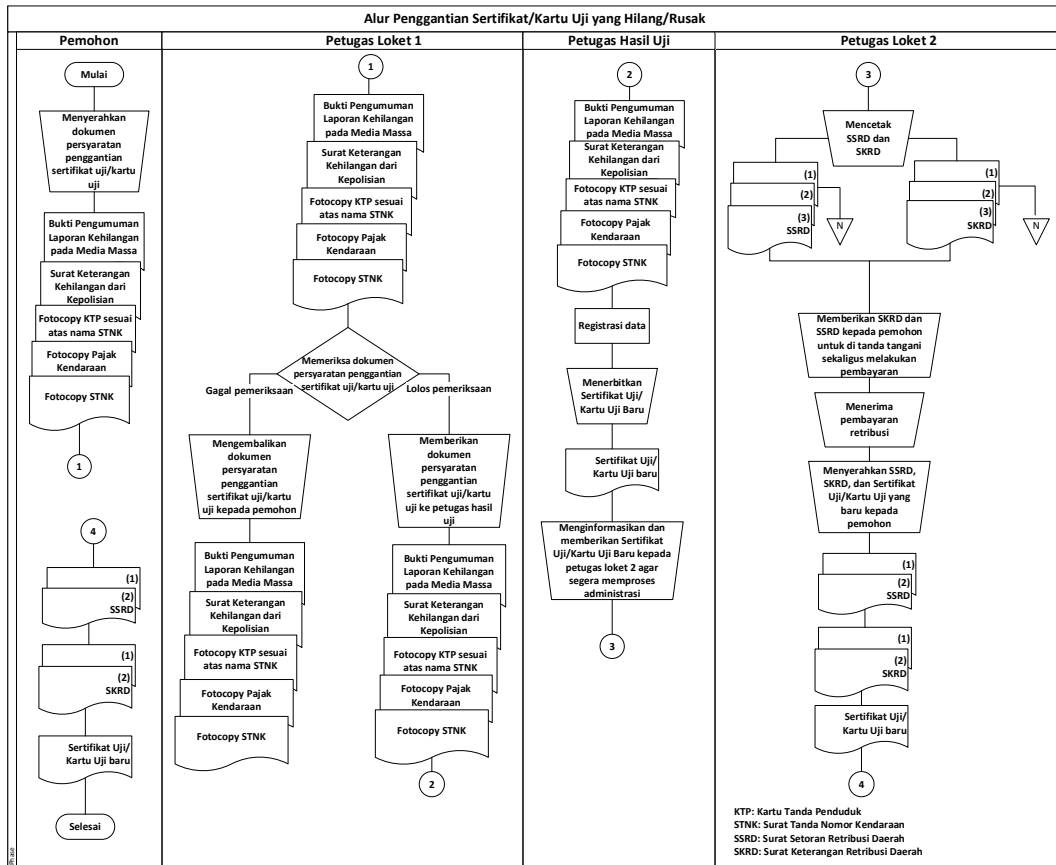 Alur Penggantian Sertifikat/Kartu Uji yang Hilang/Rusak
Pemohon
Petugas Loket 1
Petugas Hasil Uji
Petugas Loket 2
Mulai
Menyerahkan
dokumen
persyaratan
penggantian
sertifikat uji/kartu
uji
Bukti Pengumuman
Laporan Kehilangan
pada Media Massa
Surat Keterangan
Kehilangan dari
Kepolisian
Fotocopy KTP sesuai
atas nama STNK
Fotocopy Pajak
Kendaraan
Fotocopy STNK
1
4
(1)
(2)
SSRD
(1)
(2)
SKRD
Sertifikat Uji/
Kartu Uji baru
Selesai
Phase
1
Bukti Pengumuman
Laporan Kehilangan
pada Media Massa
Surat Keterangan
Kehilangan dari
Kepolisian
Fotocopy KTP sesuai
atas nama STNK
Fotocopy Pajak
Kendaraan
Fotocopy STNK
Memeriksa dokumen
persyaratan penggantian
sertifikat uji/kartu uji
Gagal pemeriksaan
Lolos pemeriksaan
Mengembalikan
dokumen
persyaratan
penggantian
sertifikat uji/kartu
uji kepada pemohon
Bukti Pengumuman
Laporan Kehilangan
pada Media Massa
Surat Keterangan
Kehilangan dari
Kepolisian
Fotocopy KTP sesuai
atas nama STNK
Fotocopy Pajak
Kendaraan
Fotocopy STNK
Memberikan
dokumen
persyaratan
penggantian
sertifikat uji/kartu
uji ke petugas hasil
uji
Bukti Pengumuman
Laporan Kehilangan
pada Media Massa
Surat Keterangan
Kehilangan dari
Kepolisian
Fotocopy KTP sesuai
atas nama STNK
Fotocopy Pajak
Kendaraan
Fotocopy STNK
2
2
Bukti Pengumuman
Laporan Kehilangan
pada Media Massa
Surat Keterangan
Kehilangan dari
Kepolisian
Fotocopy KTP sesuai
atas nama STNK
Fotocopy Pajak
Kendaraan
Fotocopy STNK
Registrasi data
Menerbitkan
Sertifikat Uji/
Kartu Uji Baru
Sertifikat Uji/
Kartu Uji baru
Menginformasikan dan
memberikan Sertifikat
Uji/Kartu Uji Baru kepada
petugas loket 2 agar
segera memproses
administrasi
3
3
Mencetak
SSRD dan
SKRD
(1)
(2)
(3)
SSRD
N
(1)
(2)
(3)
SKRD
N
Memberikan SKRD dan
SSRD kepada pemohon
untuk di tanda tangani
sekaligus melakukan
pembayaran
Menerima
pembayaran
retribusi
Menyerahkan SSRD,
SKRD, dan Sertifikat
Uji/Kartu Uji yang
baru kepada
pemohon
(1)
(2)
SSRD
(1)
(2)
SKRD
Sertifikat Uji/
Kartu Uji baru
4
KTP: Kartu Tanda Penduduk
STNK: Surat Tanda Nomor Kendaraan
SSRD: Surat Setoran Retribusi Daerah
SKRD: Surat Keterangan Retribusi Daerah